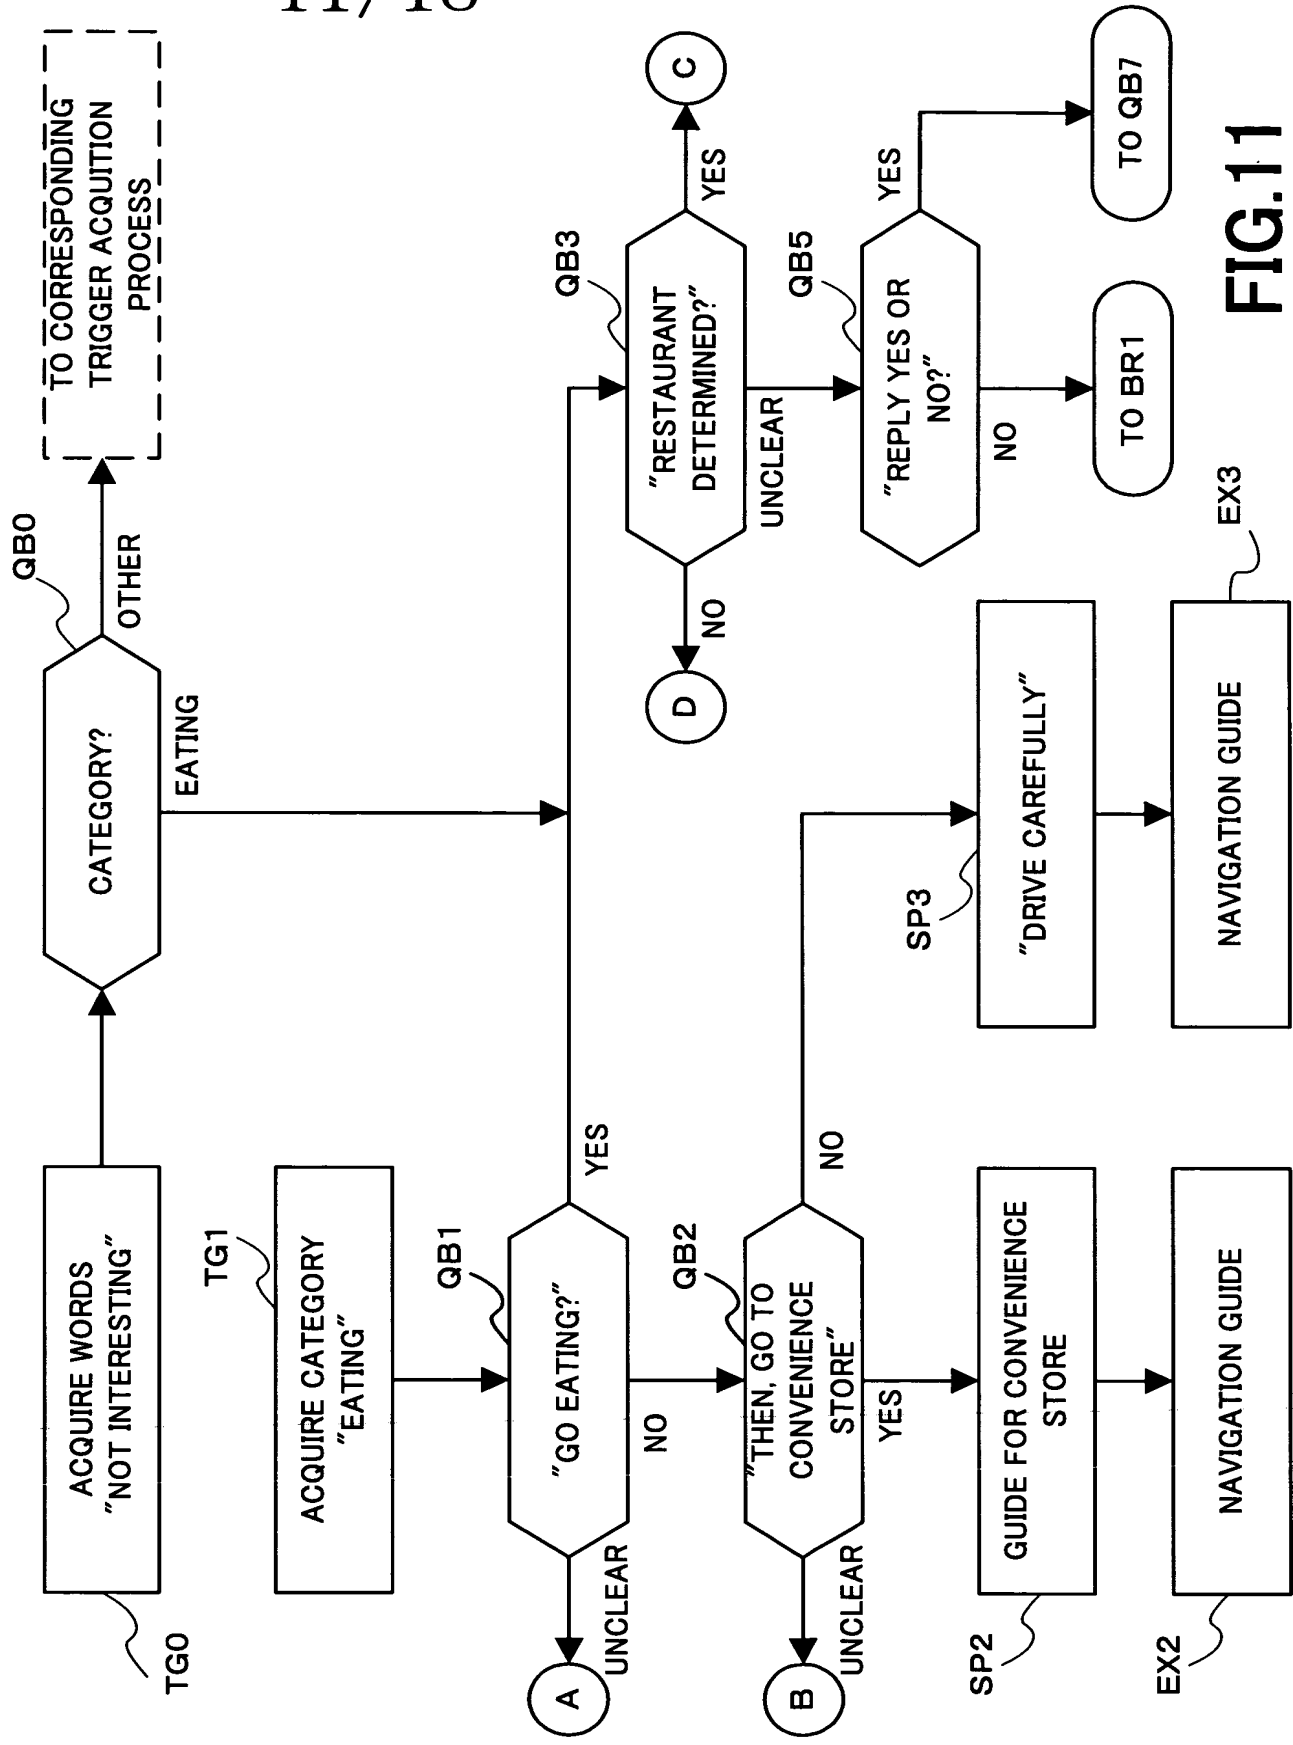 11/18
TG0
ACQUIRE WORDS
"NOT INTERESTING"
CATEGORY?
QB0
OTHER
TO CORRESPONDING
TRIGGER ACQUITION
PROCESS
EATING
TG1
ACQUIRE CATEGORY
"EATING"
QB1
"GO EATING?"
YES
NO
UNCLEAR
A
QB3
"RESTAURANT
DETERMINED?"
YES
C
NO
D
UNCLEAR
QB2
"THEN, GO TO
CONVENIENCE
STORE"
NO
YES
UNCLEAR
B
QB5
"REPLY YES OR
NO?"
YES
NO
SP2
GUIDE FOR CONVENIENCE
STORE
SP3
"DRIVE CAREFULLY"
TO BR1
TO QB7
EX2
NAVIGATION GUIDE
NAVIGATION GUIDE
EX3
FIG.11